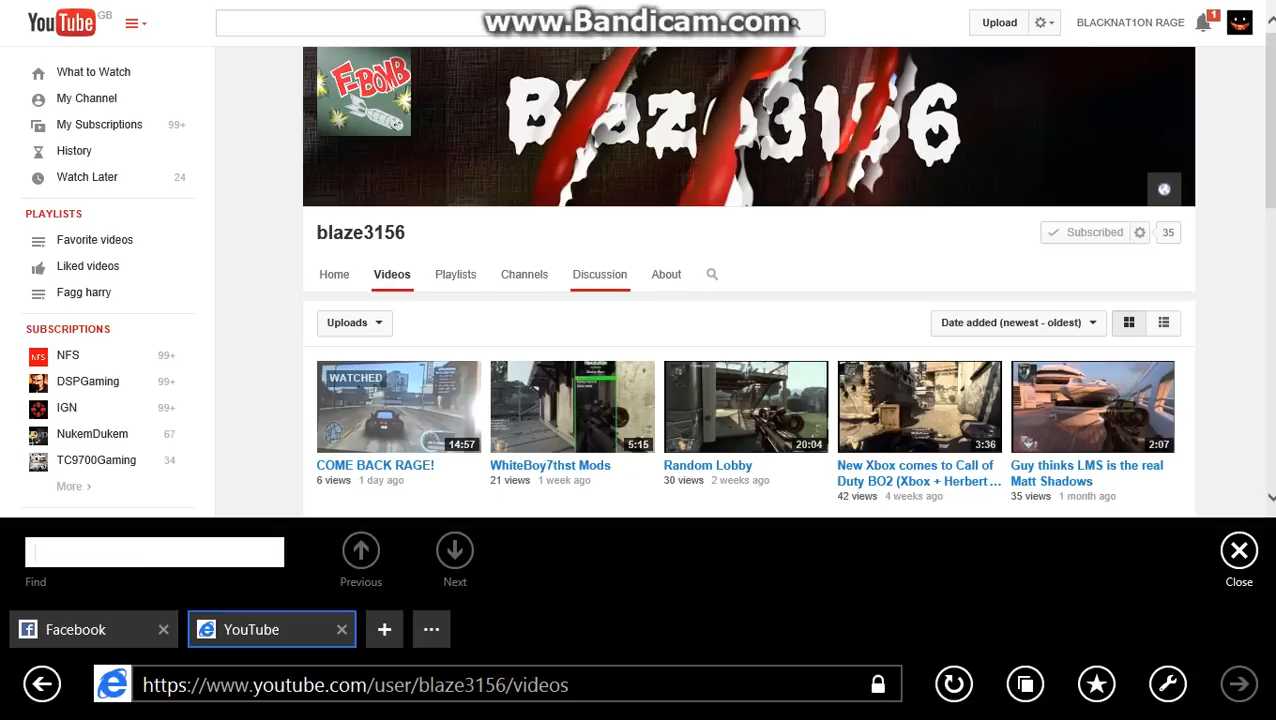 www.Bandicam.com
YouTube GB
Upload
BLACKNAT1ON RAGE
1
What to Watch
My Channel
My Subscriptions 99+
History
Watch Later 24
PLAYLISTS
Favorite videos
Liked videos
Fagg harry
SUBSCRIPTIONS
NFS 99+
DSPGaming 99+
IGN 99+
NukemDukem 67
TC9700Gaming 34
More ›
F-BOMB
Blaze3156
blaze3156
Subscribed 35
Home Videos Playlists Channels Discussion About
Uploads
Date added (newest - oldest)
WATCHED
14:57
COME BACK RAGE!
6 views 1 day ago
5:15
WhiteBoy7thst Mods
21 views 1 week ago
20:04
Random Lobby
30 views 2 weeks ago
3:36
New Xbox comes to Call of
Duty BO2 (Xbox + Herbert ...
42 views 4 weeks ago
2:07
Guy thinks LMS is the real
Matt Shadows
35 views 1 month ago
Find
Previous
Next
Close
Facebook
YouTube
https://www.youtube.com/user/blaze3156/videos